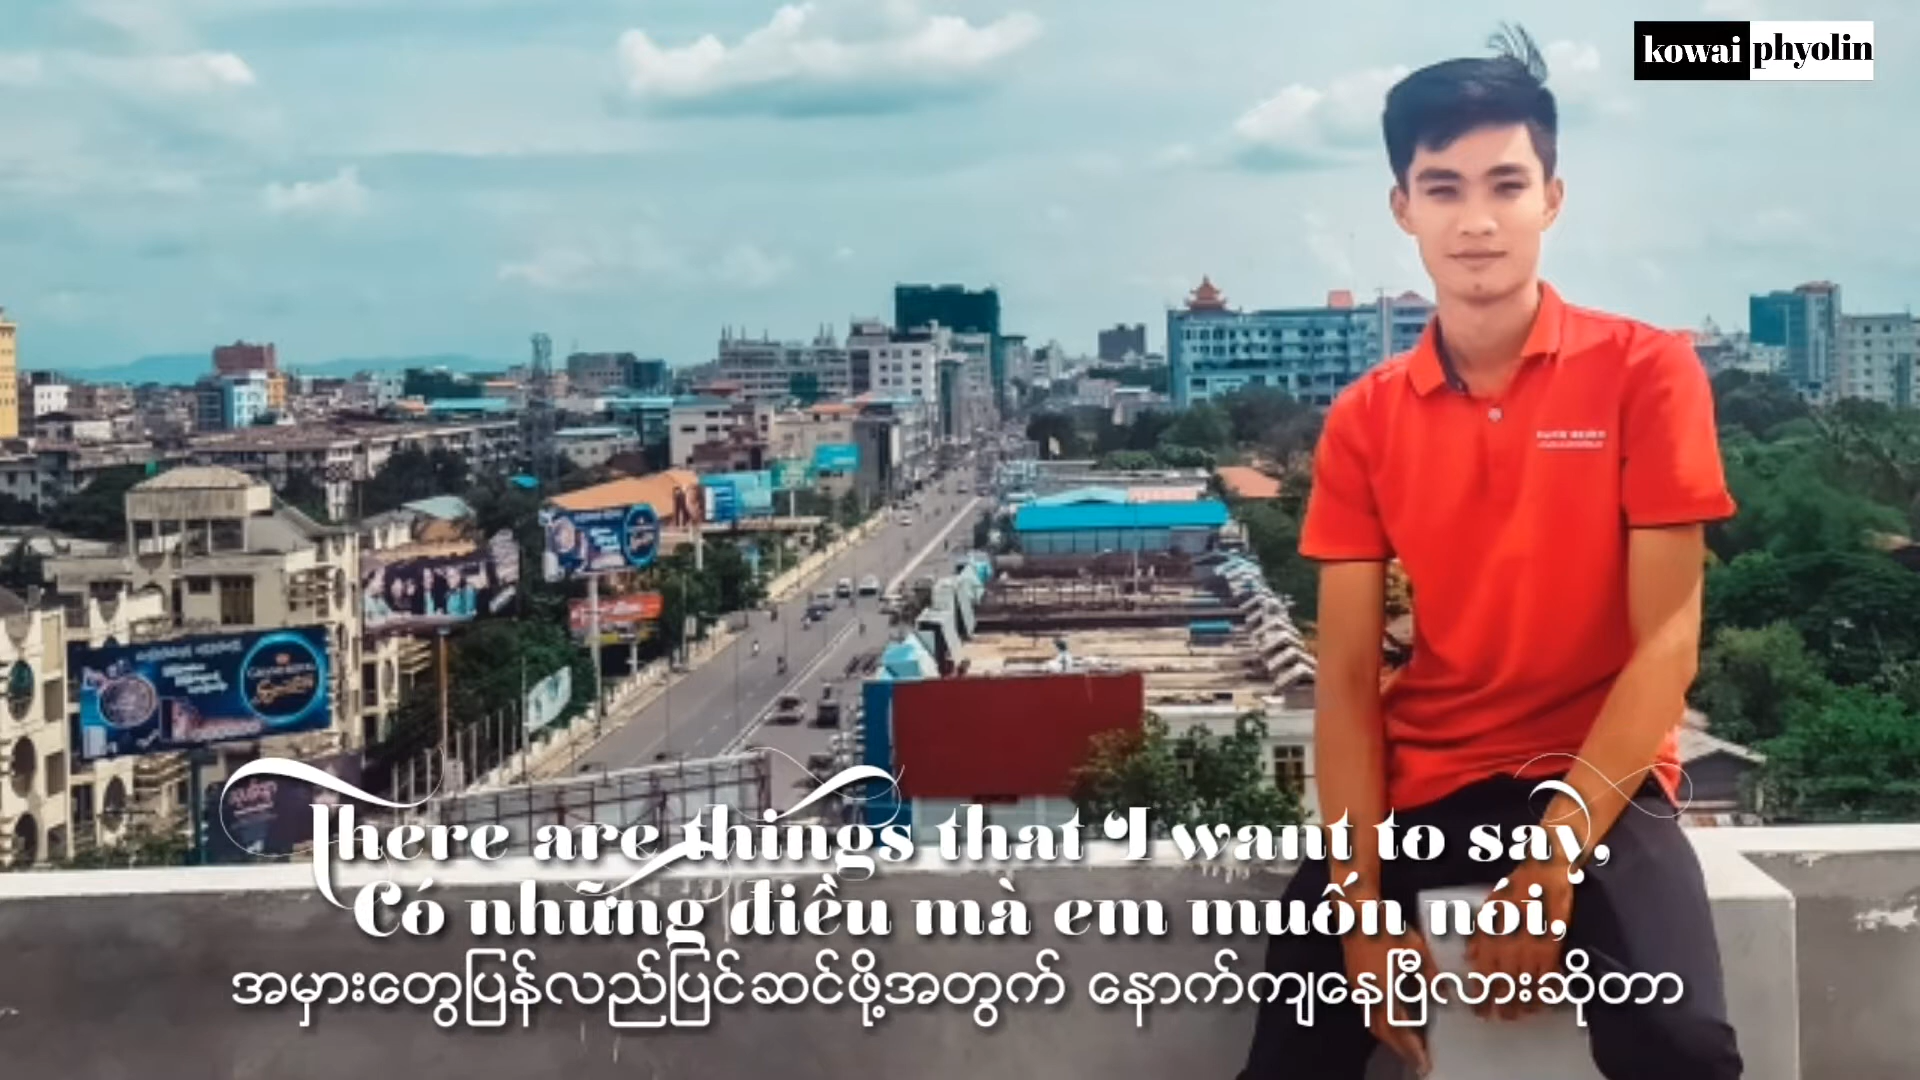 kowai phyolin
There are things that I want to say,
Có những điều mà em muốn nói,
အမှားတွေပြန်လည်ပြင်ဆင်ဖို့အတွက် နောက်ကျနေပြီလားဆိုတာ